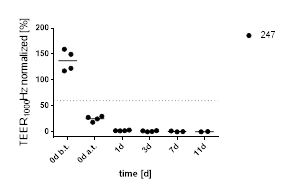 TEER1000Hz normalized [%]
200
150
100
50
0
0d b.t.
0d a.t.
1d
3d
7d
11d
time [d]
247